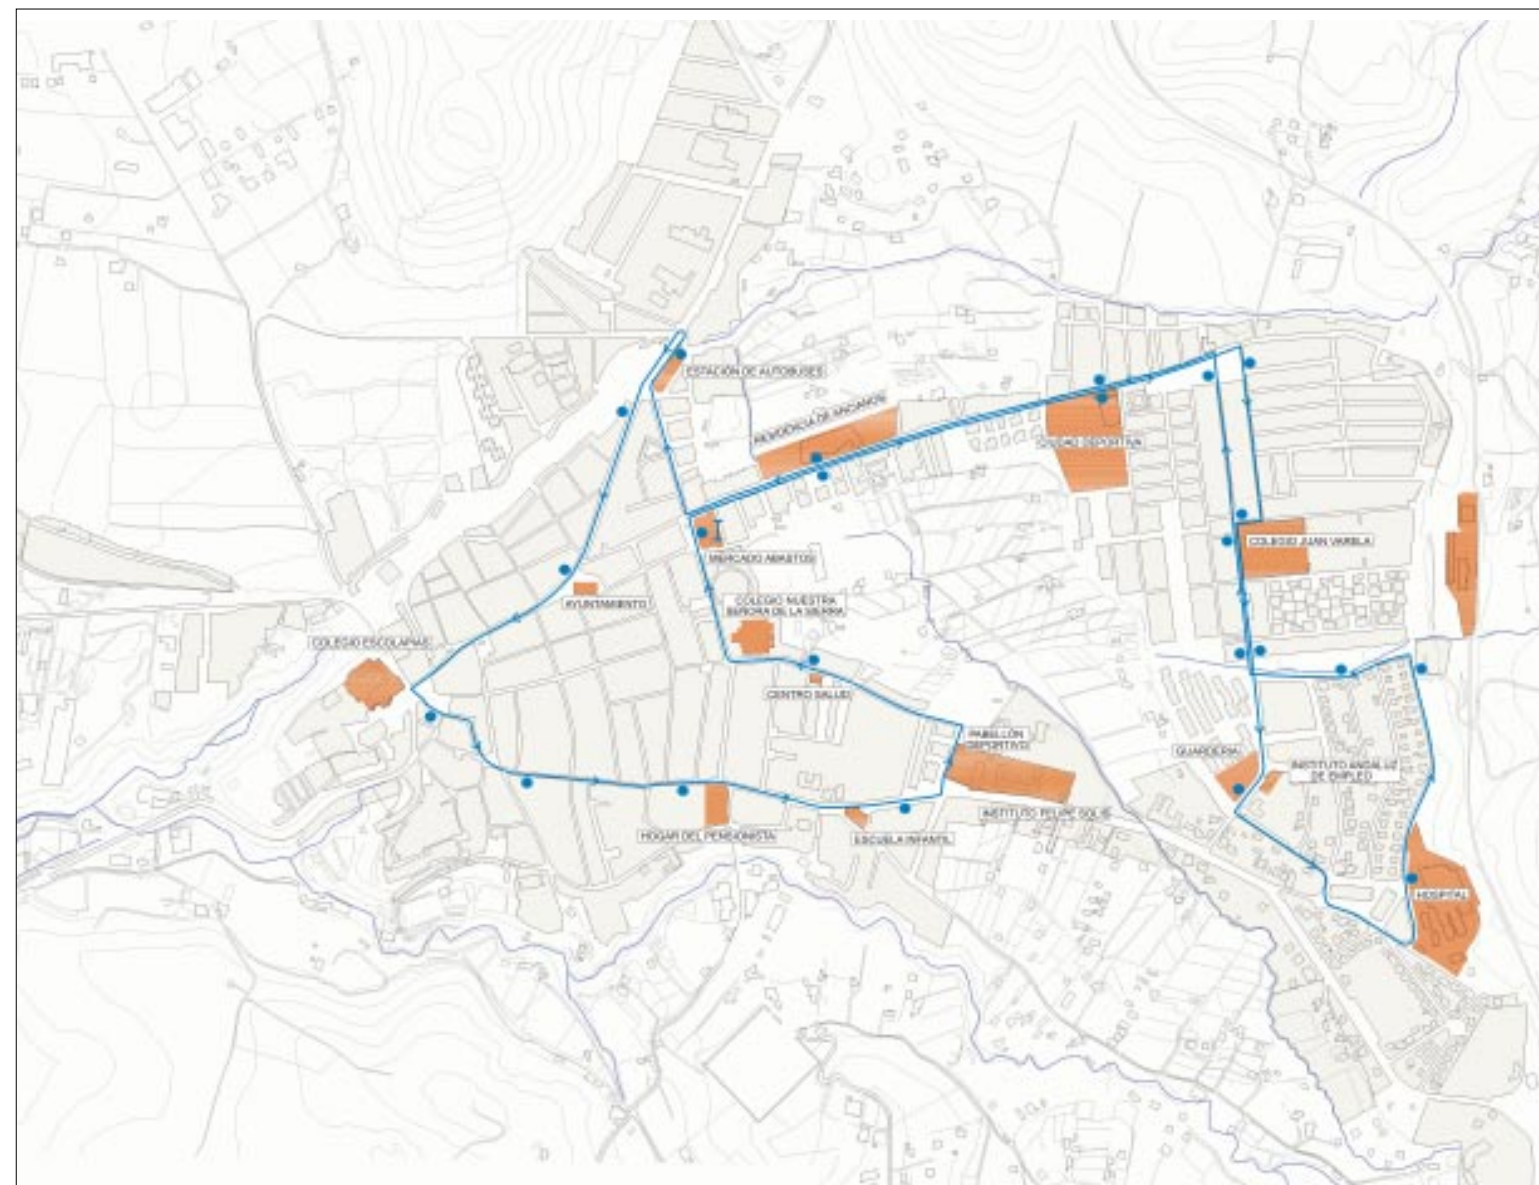 ESTACIÓN DE AUTOBUSES
RESIDENCIA DE ANCIANOS
CIUDAD DEPORTIVA
COLEGIO JUAN VARELA
MERCADO ABASTOS
AYUNTAMIENTO
COLEGIO NUESTRA
SEÑORA DE LA SIERRA
COLEGIO ESCOLAPIAS
CENTRO SALUD
PABELLÓN
DEPORTIVO
GUARDERIA
INSTITUTO ANDALUZ
DE EMPLEO
INSTITUTO FELIPE SOLIS
HOGAR DEL PENSIONISTA
ESCUELA INFANTIL
HOSPITAL